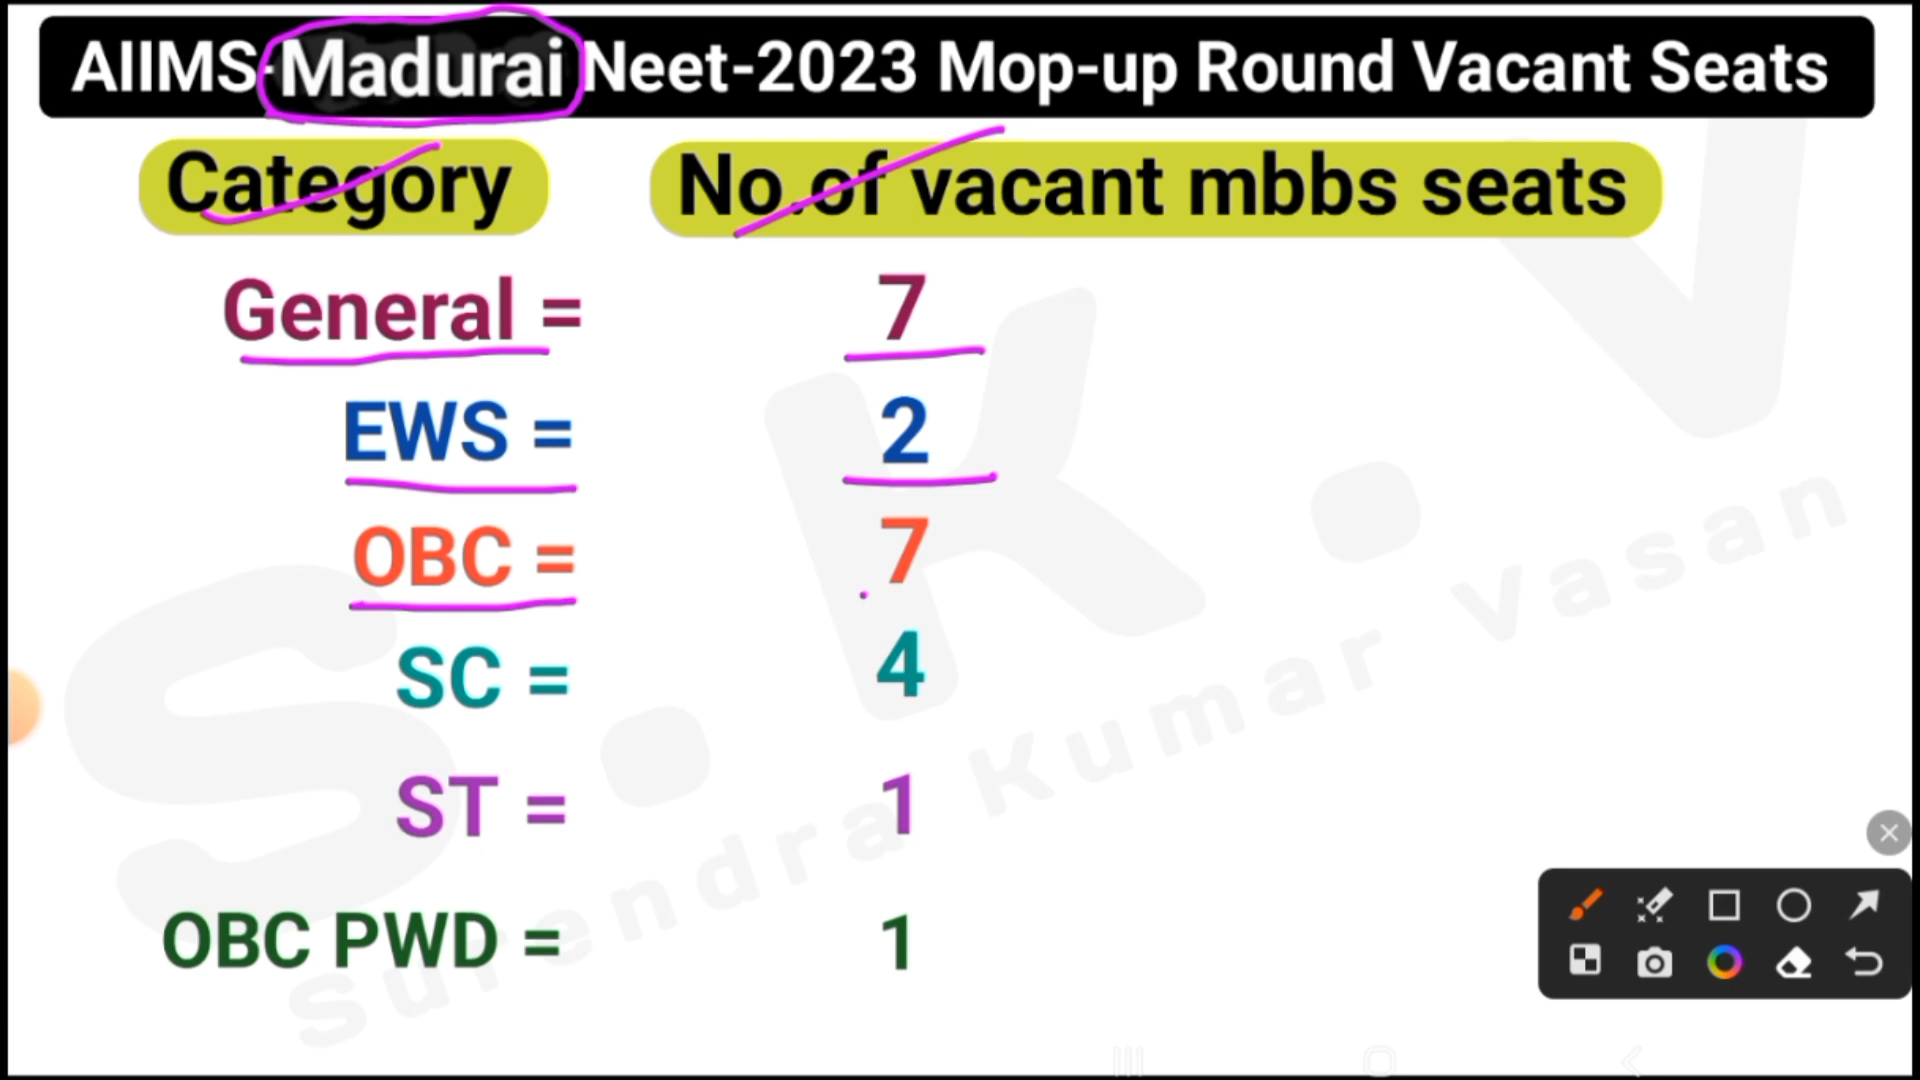 AIIMS-Madurai Neet-2023 Mop-up Round Vacant Seats
Category No.of vacant mbbs seats
General = 7
EWS = 2
OBC = 7
SC = 4
ST = 1
OBC PWD = 1
S.K.V
Surendra Kumar Vasan